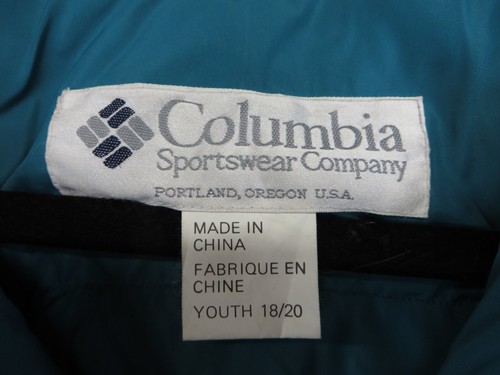 Columbia
Sportswear Company
PORTLAND, OREGON U.S.A.
MADE IN
CHINA
FABRIQUE EN
CHINE
YOUTH 18/20